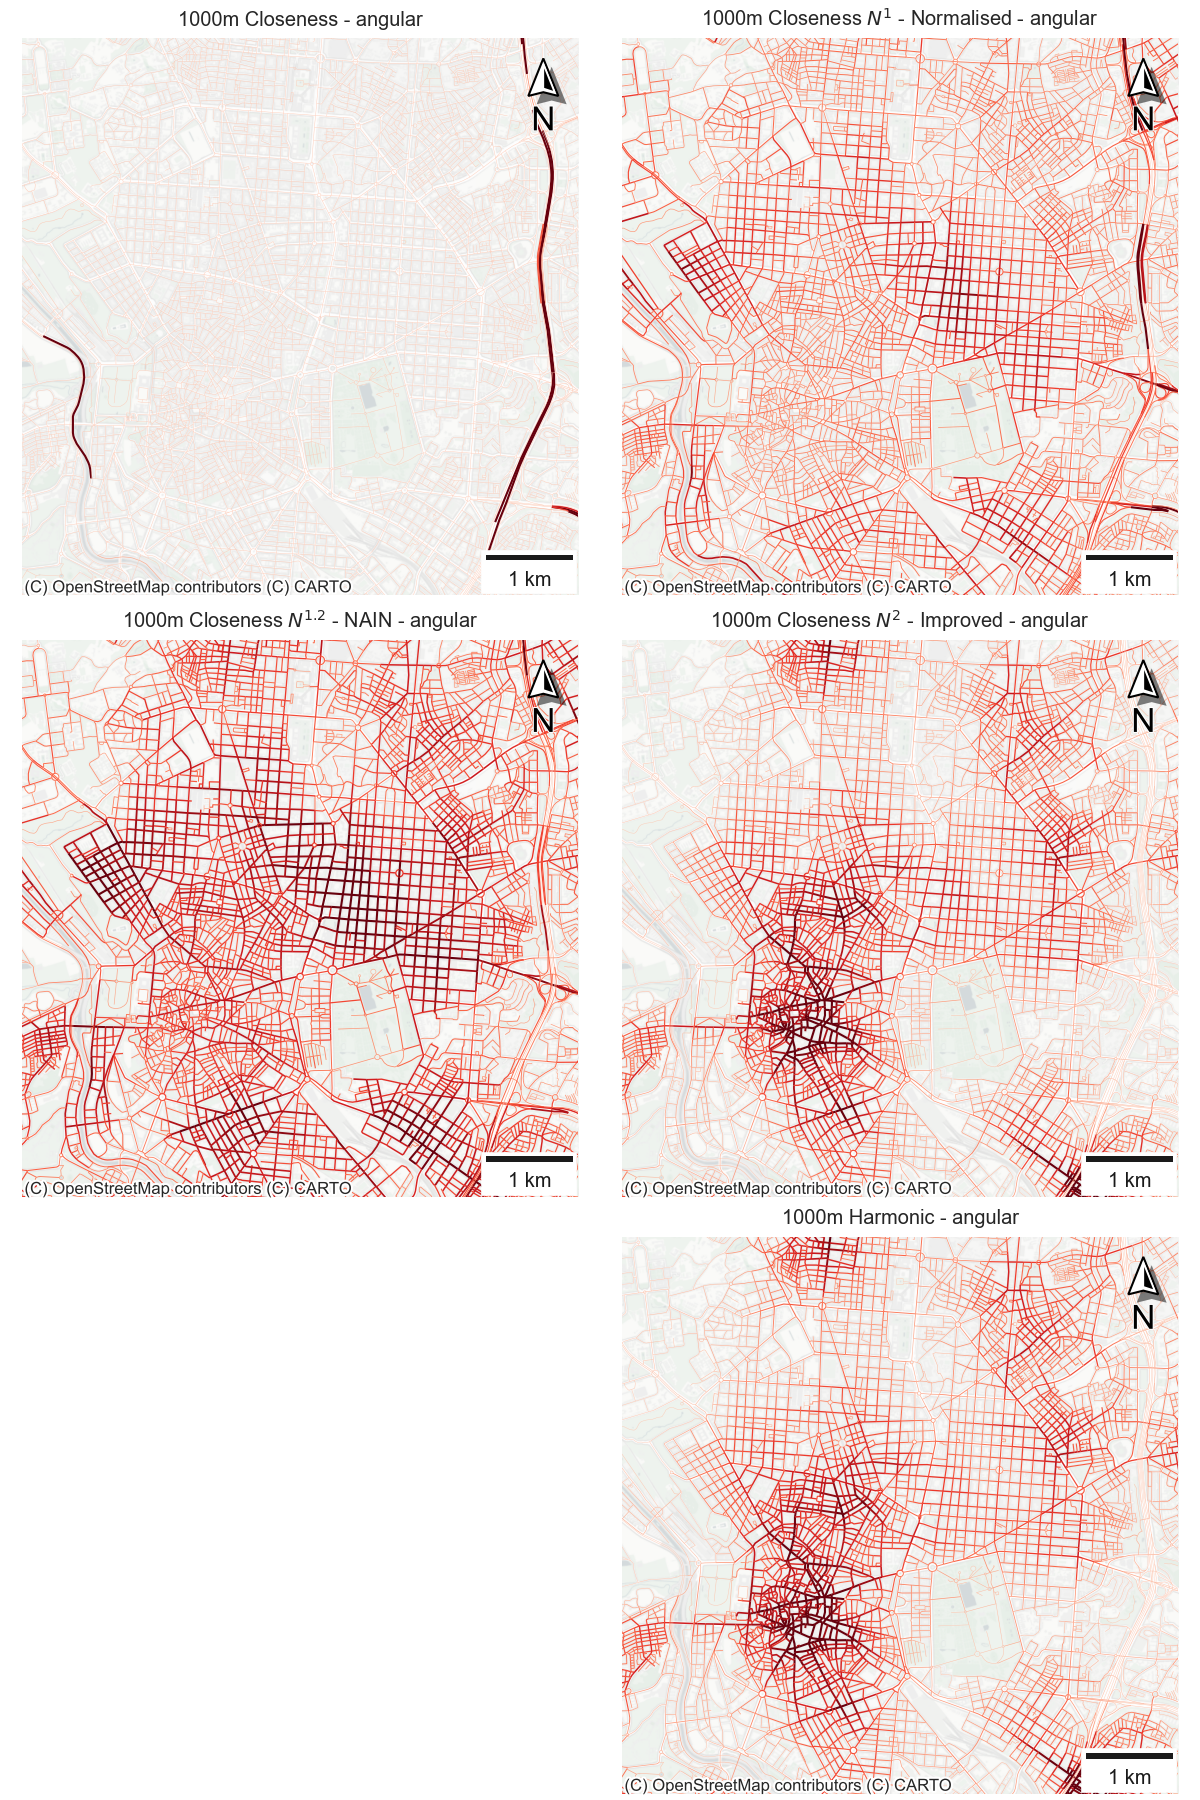 1000m Closeness - angular
1000m Closeness N¹ - Normalised - angular
N
N
1 km
1 km
(C) OpenStreetMap contributors (C) CARTO
(C) OpenStreetMap contributors (C) CARTO
1000m Closeness N¹·² - NAIN - angular
1000m Closeness N² - Improved - angular
N
N
1 km
1 km
(C) OpenStreetMap contributors (C) CARTO
(C) OpenStreetMap contributors (C) CARTO
1000m Harmonic - angular
N
1 km
(C) OpenStreetMap contributors (C) CARTO